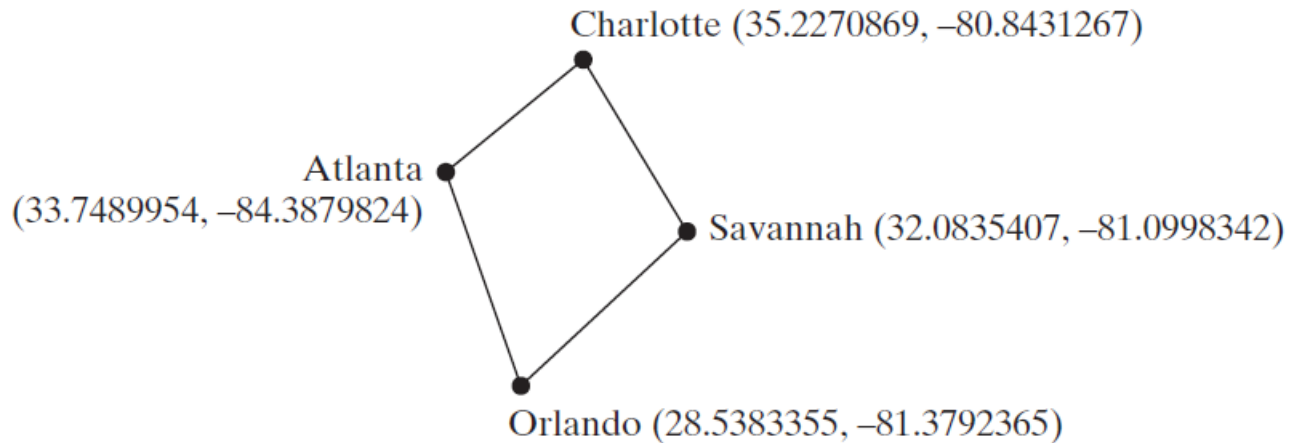 Charlotte (35.2270869, –80.8431267)
Atlanta
(33.7489954, –84.3879824)
Savannah (32.0835407, –81.0998342)
Orlando (28.5383355, –81.3792365)